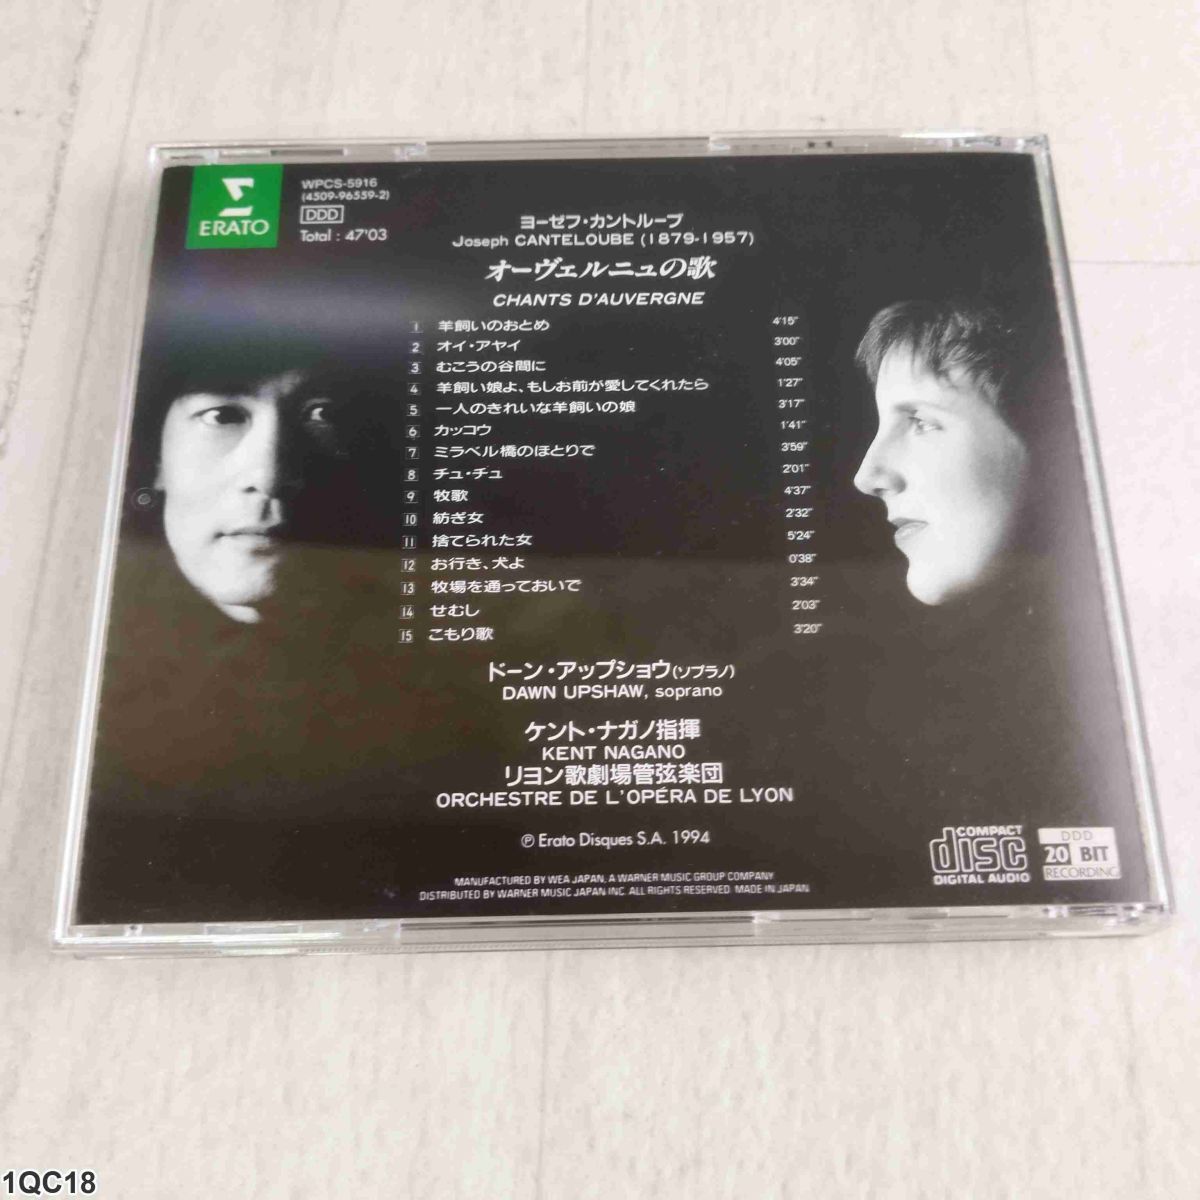 ERATO
WPCS-5916
(4509-96559-2)
DDD
Total : 47'03
ヨーゼフ・カントルーブ
Joseph CANTELOUBE (1879-1957)
オーヴェルニュの歌
CHANTS D'AUVERGNE
1 羊飼いのおとめ 4'15"
2 オイ・アヤイ 3'00"
3 むこうの谷間に 4'05"
4 羊飼い娘よ、もしお前が愛してくれたら 1'27"
5 一人のきれいな羊飼いの娘 3'17"
6 カッコウ 1'41"
7 ミラベル橋のほとりで 3'59"
8 チュ・チュ 2'01"
9 牧歌 4'37"
10 紡ぎ女 2'32"
11 捨てられた女 5'24"
12 お行き、犬よ 0'38"
13 牧場を通っておいで 3'34"
14 せむし 2'03"
15 こもり歌 3'20"
ドーン・アップショウ(ソプラノ)
DAWN UPSHAW, soprano
ケント・ナガノ指揮
KENT NAGANO
リヨン歌劇場管弦楽団
ORCHESTRE DE L'OPÉRA DE LYON
℗ Erato Disques S.A. 1994
MANUFACTURED BY WEA JAPAN, A WARNER MUSIC GROUP COMPANY
DISTRIBUTED BY WARNER MUSIC JAPAN INC. ALL RIGHTS RESERVED. MADE IN JAPAN
COMPACT
disc
DIGITAL AUDIO
DDD
20 BIT
RECORDING
1QC18